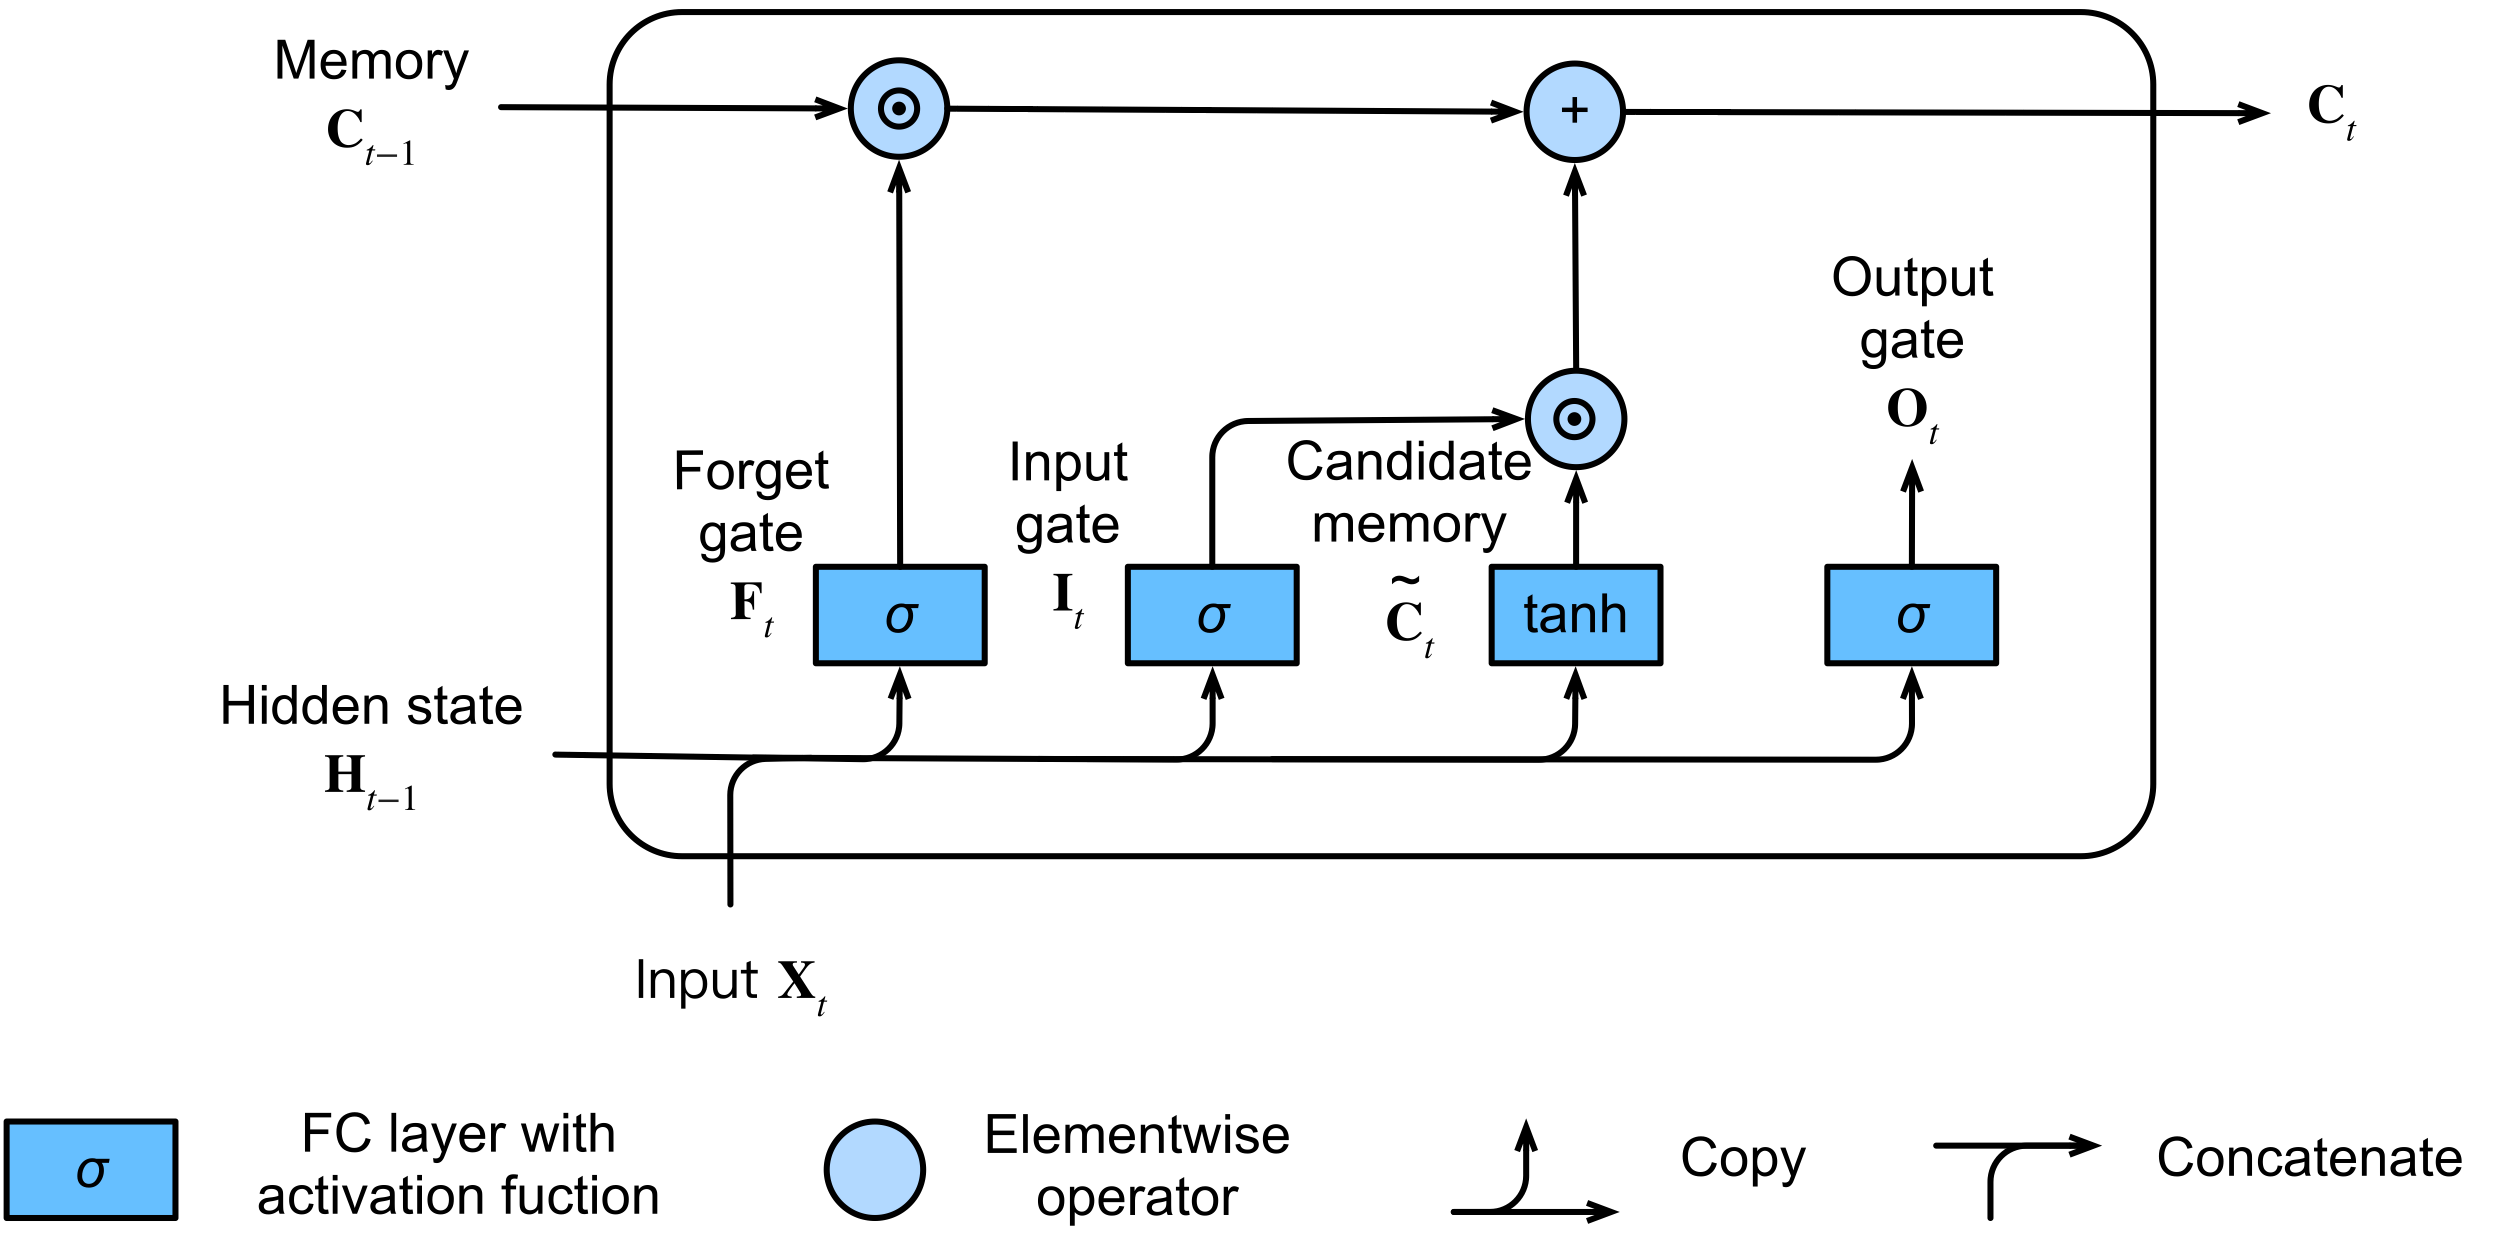 Memory
C_{t−1}
⊙
+
C_t
Output
gate
O_t
Forget
gate
F_t
Input
gate
I_t
Candidate
memory
C̃_t
σ
σ
tanh
σ
Hidden state
H_{t−1}
Input X_t
σ
FC layer with
activation function
Elementwise
operator
Copy
Concatenate